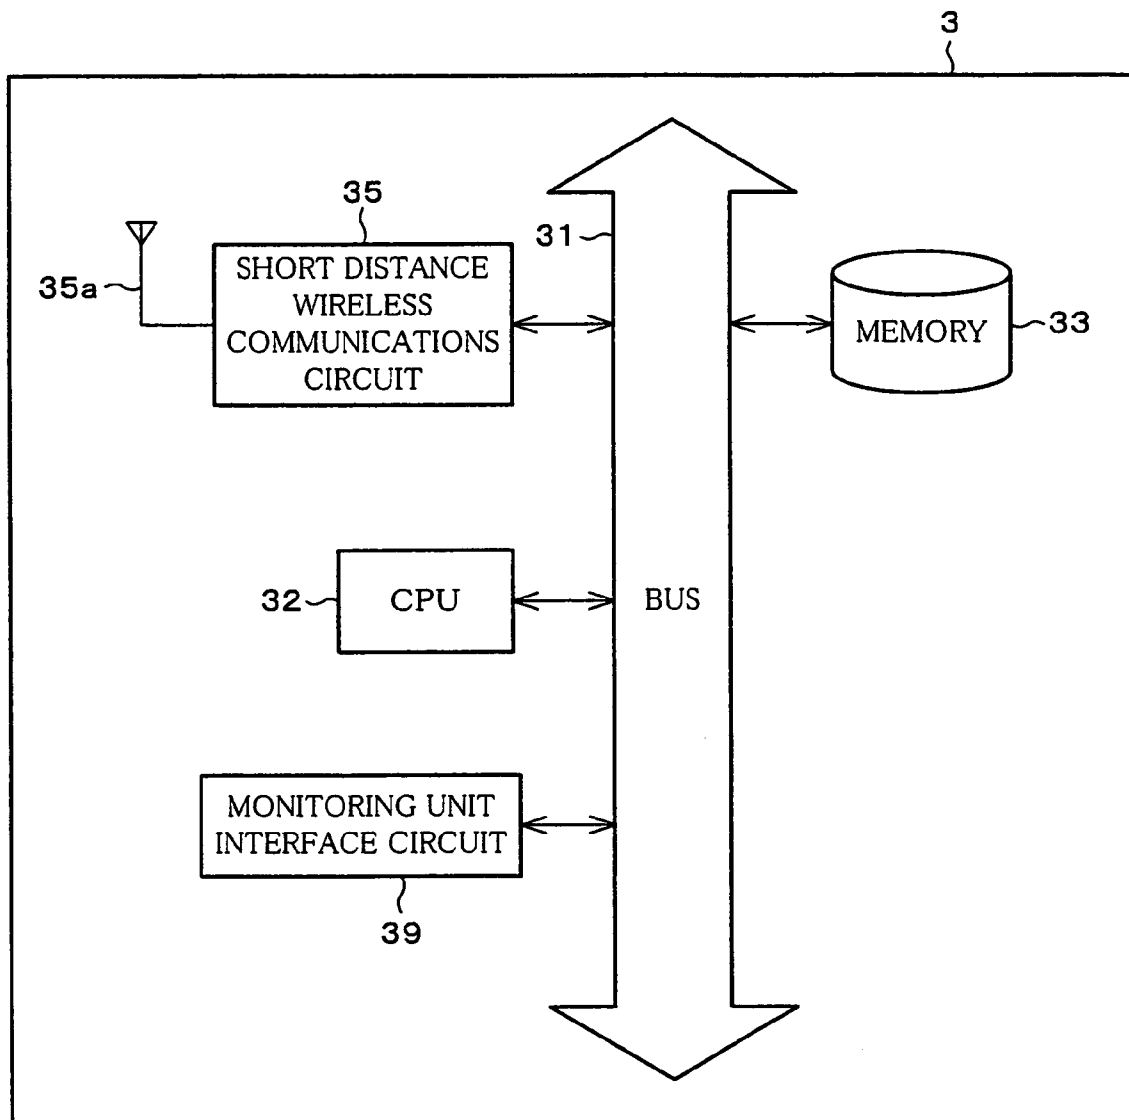 3
35
SHORT DISTANCE
WIRELESS
COMMUNICATIONS
CIRCUIT
35a
31
MEMORY
33
32
CPU
BUS
MONITORING UNIT
INTERFACE CIRCUIT
39